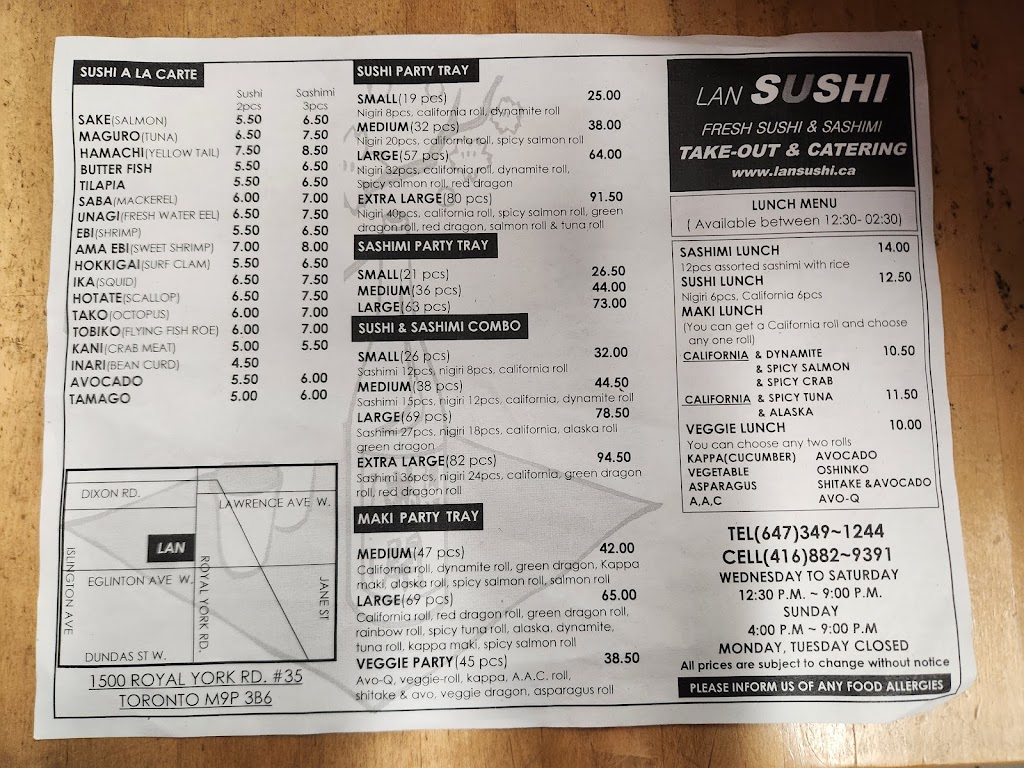 SUSHI A LA CARTE
Sushi Sashimi
2pcs 3pcs
SAKE(SALMON) 5.50 6.50
MAGURO(TUNA) 6.50 7.50
HAMACHI(YELLOW TAIL) 7.50 8.50
BUTTER FISH 5.50 6.50
TILAPIA 5.50 6.50
SABA(MACKEREL) 6.00 7.00
UNAGI(FRESH WATER EEL) 6.50 7.50
EBI(SHRIMP) 5.50 6.50
AMA EBI(SWEET SHRIMP) 7.00 8.00
HOKKIGAI(SURF CLAM) 5.50 6.50
IKA(SQUID) 6.50 7.50
HOTATE(SCALLOP) 6.50 7.50
TAKO(OCTOPUS) 6.00 7.00
TOBIKO(FLYING FISH ROE) 6.00 7.00
KANI(CRAB MEAT) 5.00 5.50
INARI(BEAN CURD) 4.50
AVOCADO 5.50 6.00
TAMAGO 5.00 6.00
DIXON RD.
LAWRENCE AVE W.
LAN
ISLINGTON AVE
EGLINTON AVE W.
ROYAL YORK RD.
JANE ST
DUNDAS ST W.
1500 ROYAL YORK RD. #35
TORONTO M9P 3B6
SUSHI PARTY TRAY
SMALL(19 pcs) 25.00
Nigiri 8pcs, california roll, dynamite roll
MEDIUM(32 pcs) 38.00
Nigiri 20pcs, california roll, spicy salmon roll
LARGE(57 pcs) 64.00
Nigiri 32pcs, california roll, dynamite roll,
Spicy salmon roll, red dragon
EXTRA LARGE(80 pcs) 91.50
Nigiri 40pcs, california roll, spicy salmon roll, green
dragon roll, red dragon, salmon roll & tuna roll
SASHIMI PARTY TRAY
SMALL(21 pcs) 26.50
MEDIUM(36 pcs) 44.00
LARGE(63 pcs) 73.00
SUSHI & SASHIMI COMBO
SMALL(26 pcs) 32.00
Sashimi 12pcs, nigiri 8pcs, california roll
MEDIUM(38 pcs) 44.50
Sashimi 15pcs, nigiri 12pcs, california, dynamite roll
LARGE(69 pcs) 78.50
Sashimi 27pcs, nigiri 18pcs, california, alaska roll
green dragon
EXTRA LARGE(82 pcs) 94.50
Sashimi 36pcs, nigiri 24pcs, california, green dragon
roll, red dragon roll
MAKI PARTY TRAY
MEDIUM(47 pcs) 42.00
California roll, dynamite roll, green dragon, Kappa
maki, alaska roll, spicy salmon roll, salmon roll
LARGE(69 pcs) 65.00
California roll, red dragon roll, green dragon roll,
rainbow roll, spicy tuna roll, alaska, dynamite,
tuna roll, kappa maki, spicy salmon roll
VEGGIE PARTY(45 pcs) 38.50
Avo-Q, veggie-roll, kappa, A.A.C. roll,
shitake & avo, veggie dragon, asparagus roll
LAN SUSHI
FRESH SUSHI & SASHIMI
TAKE-OUT & CATERING
www.lansushi.ca
LUNCH MENU
( Available between 12:30- 02:30)
SASHIMI LUNCH 14.00
12pcs assorted sashimi with rice
SUSHI LUNCH 12.50
Nigiri 6pcs, California 6pcs
MAKI LUNCH
(You can get a California roll and choose
any one roll)
CALIFORNIA & DYNAMITE 10.50
& SPICY SALMON
& SPICY CRAB
CALIFORNIA & SPICY TUNA 11.50
& ALASKA
VEGGIE LUNCH 10.00
You can choose any two rolls
KAPPA(CUCUMBER) AVOCADO
VEGETABLE OSHINKO
ASPARAGUS SHITAKE &AVOCADO
A,A,C AVO-Q
TEL(647)349~1244
CELL(416)882~9391
WEDNESDAY TO SATURDAY
12:30 P.M. ~ 9:00 P.M.
SUNDAY
4:00 P.M ~ 9:00 P.M
MONDAY, TUESDAY CLOSED
All prices are subject to change without notice
PLEASE INFORM US OF ANY FOOD ALLERGIES